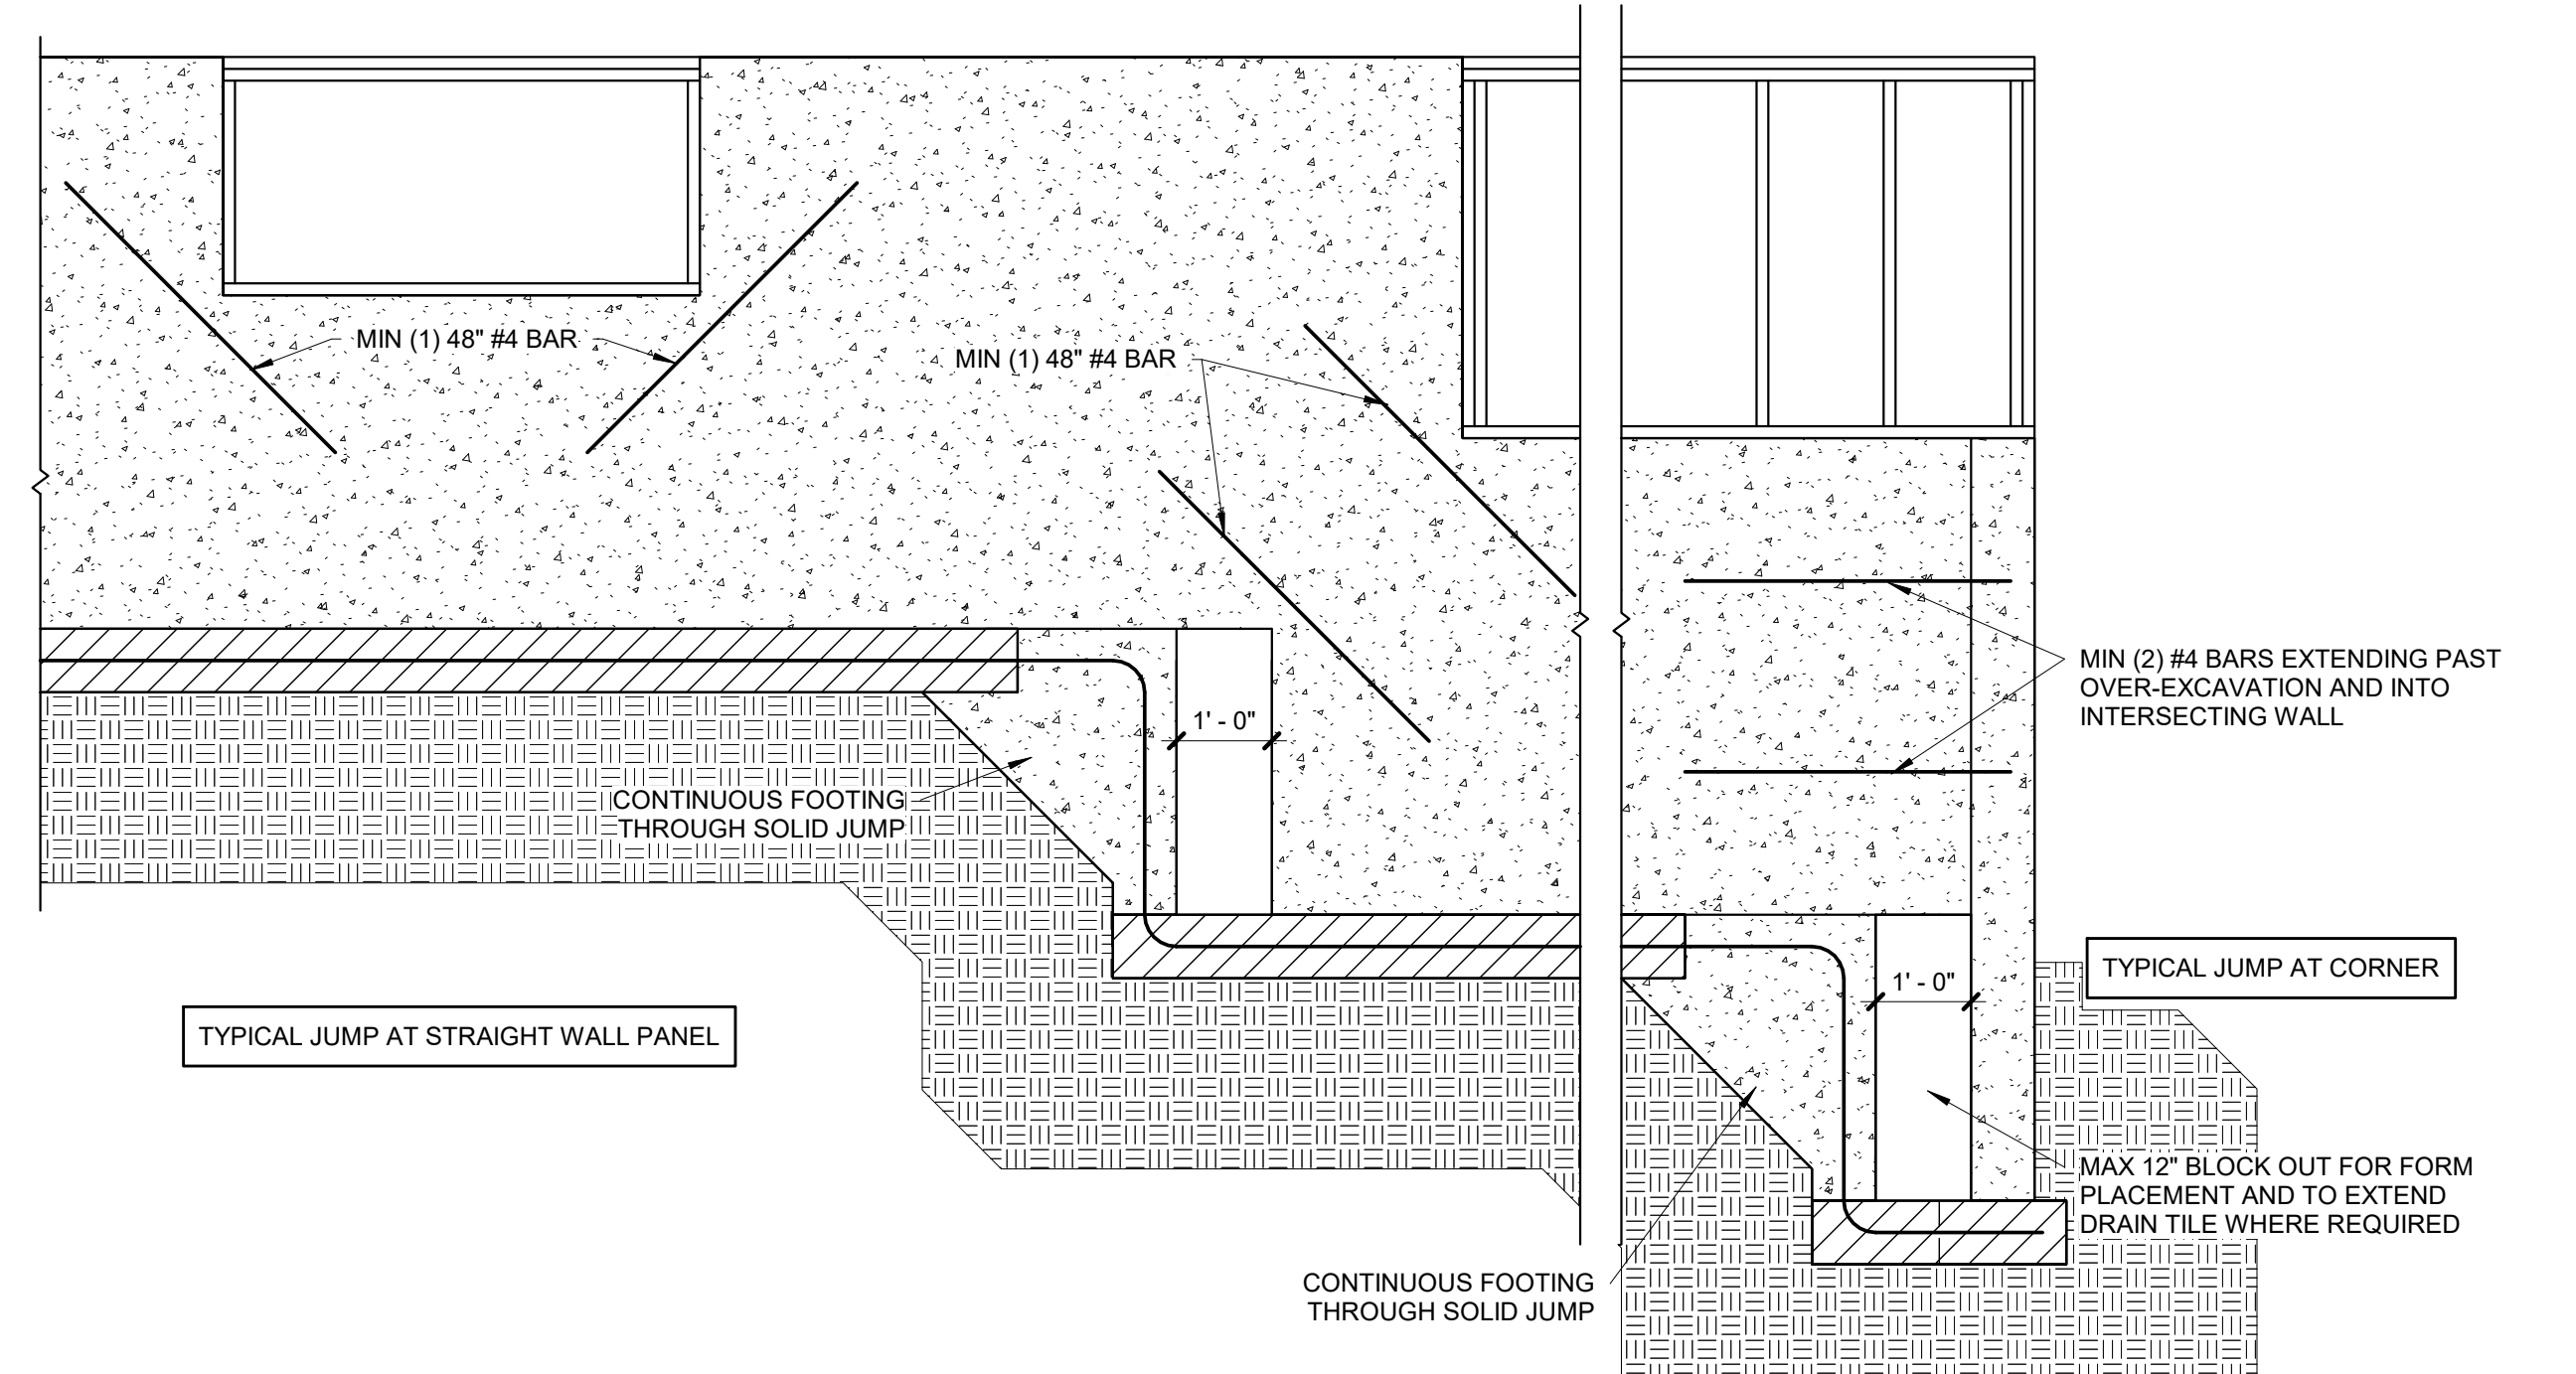 MIN (1) 48" #4 BAR
MIN (1) 48" #4 BAR
MIN (2) #4 BARS EXTENDING PAST
OVER-EXCAVATION AND INTO
INTERSECTING WALL
1' - 0"
CONTINUOUS FOOTING
THROUGH SOLID JUMP
TYPICAL JUMP AT CORNER
1' - 0"
TYPICAL JUMP AT STRAIGHT WALL PANEL
MAX 12" BLOCK OUT FOR FORM
PLACEMENT AND TO EXTEND
DRAIN TILE WHERE REQUIRED
CONTINUOUS FOOTING
THROUGH SOLID JUMP